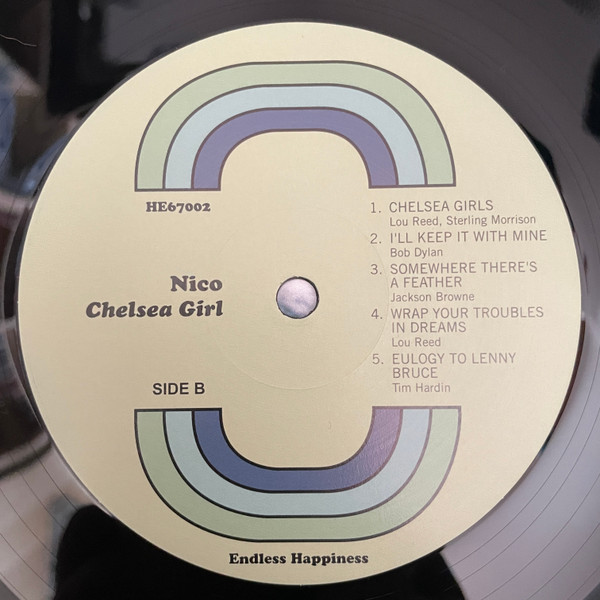 HE67002
Nico
Chelsea Girl
SIDE B
1. CHELSEA GIRLS
Lou Reed, Sterling Morrison
2. I'LL KEEP IT WITH MINE
Bob Dylan
3. SOMEWHERE THERE'S
A FEATHER
Jackson Browne
4. WRAP YOUR TROUBLES
IN DREAMS
Lou Reed
5. EULOGY TO LENNY
BRUCE
Tim Hardin
Endless Happiness